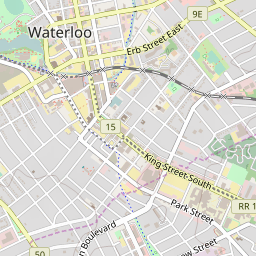 9E
Waterloo
Erb Street East
15
King Street South
Park Street
RR 1
50
n Boulevard
w Street